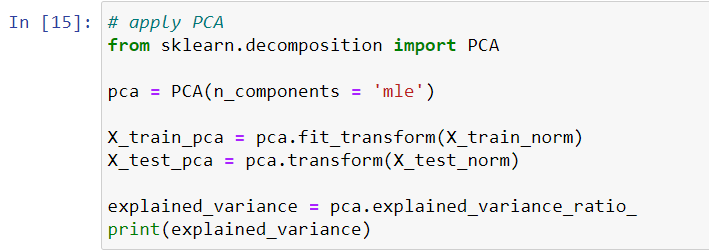 In [15]: # apply PCA
from sklearn.decomposition import PCA
pca = PCA(n_components = 'mle')
X_train_pca = pca.fit_transform(X_train_norm)
X_test_pca = pca.transform(X_test_norm)
explained_variance = pca.explained_variance_ratio_
print(explained_variance)